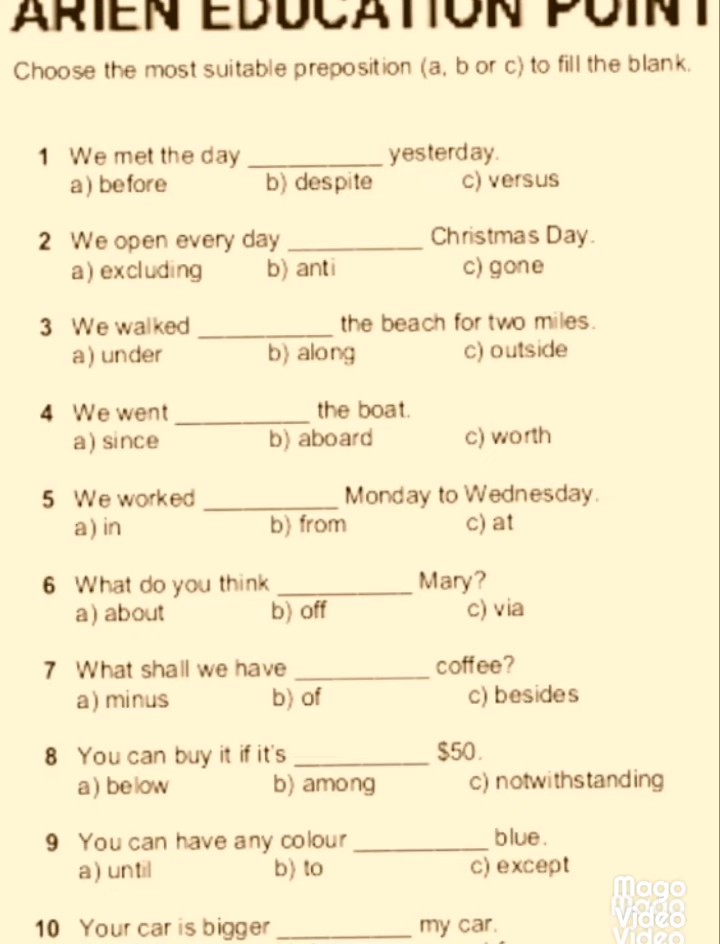 ARIEN EDUCATION POINT
Choose the most suitable preposition (a, b or c) to fill the blank.
1 We met the day __________ yesterday.
a) before b) despite c) versus
2 We open every day __________ Christmas Day.
a) excluding b) anti c) gone
3 We walked __________ the beach for two miles.
a) under b) along c) outside
4 We went __________ the boat.
a) since b) aboard c) worth
5 We worked __________ Monday to Wednesday.
a) in b) from c) at
6 What do you think __________ Mary?
a) about b) off c) via
7 What shall we have __________ coffee?
a) minus b) of c) besides
8 You can buy it if it's __________ $50.
a) below b) among c) notwithstanding
9 You can have any colour __________ blue.
a) until b) to c) except
10 Your car is bigger __________ my car.
Mago
Video